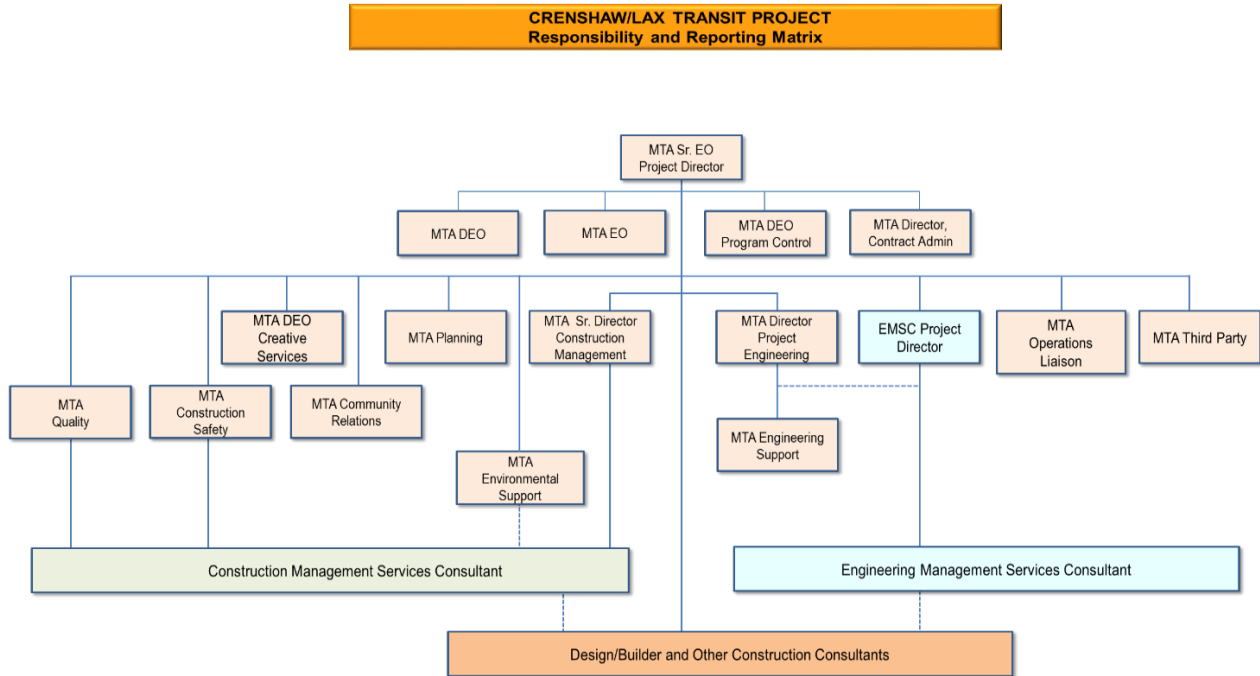 CRENSHAW/LAX TRANSIT PROJECT
Responsibility and Reporting Matrix
MTA Sr. EO
Project Director
MTA DEO
MTA EO
MTA DEO
Program Control
MTA Director,
Contract Admin
MTA DEO
Creative
Services
MTA Planning
MTA Sr. Director
Construction
Management
MTA Director
Project
Engineering
EMSC Project
Director
MTA
Operations
Liaison
MTA Third Party
MTA
Quality
MTA
Construction
Safety
MTA Community
Relations
MTA Engineering
Support
MTA
Environmental
Support
Construction Management Services Consultant
Engineering Management Services Consultant
Design/Builder and Other Construction Consultants